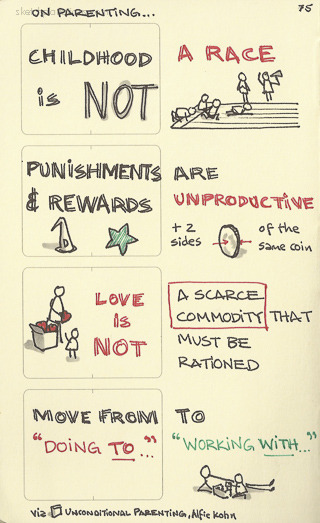 ON PARENTING...
75
CHILDHOOD
is NOT
A RACE
PUNISHMENTS
& REWARDS
ARE
UNPRODUCTIVE
+ 2
sides
of the
same coin
1
LOVE
is
NOT
A SCARCE
COMMODITY THAT
MUST BE
RATIONED
MOVE FROM
"DOING TO..."
TO
"WORKING WITH..."
via UNCONDITIONAL PARENTING, Alfie Kohn